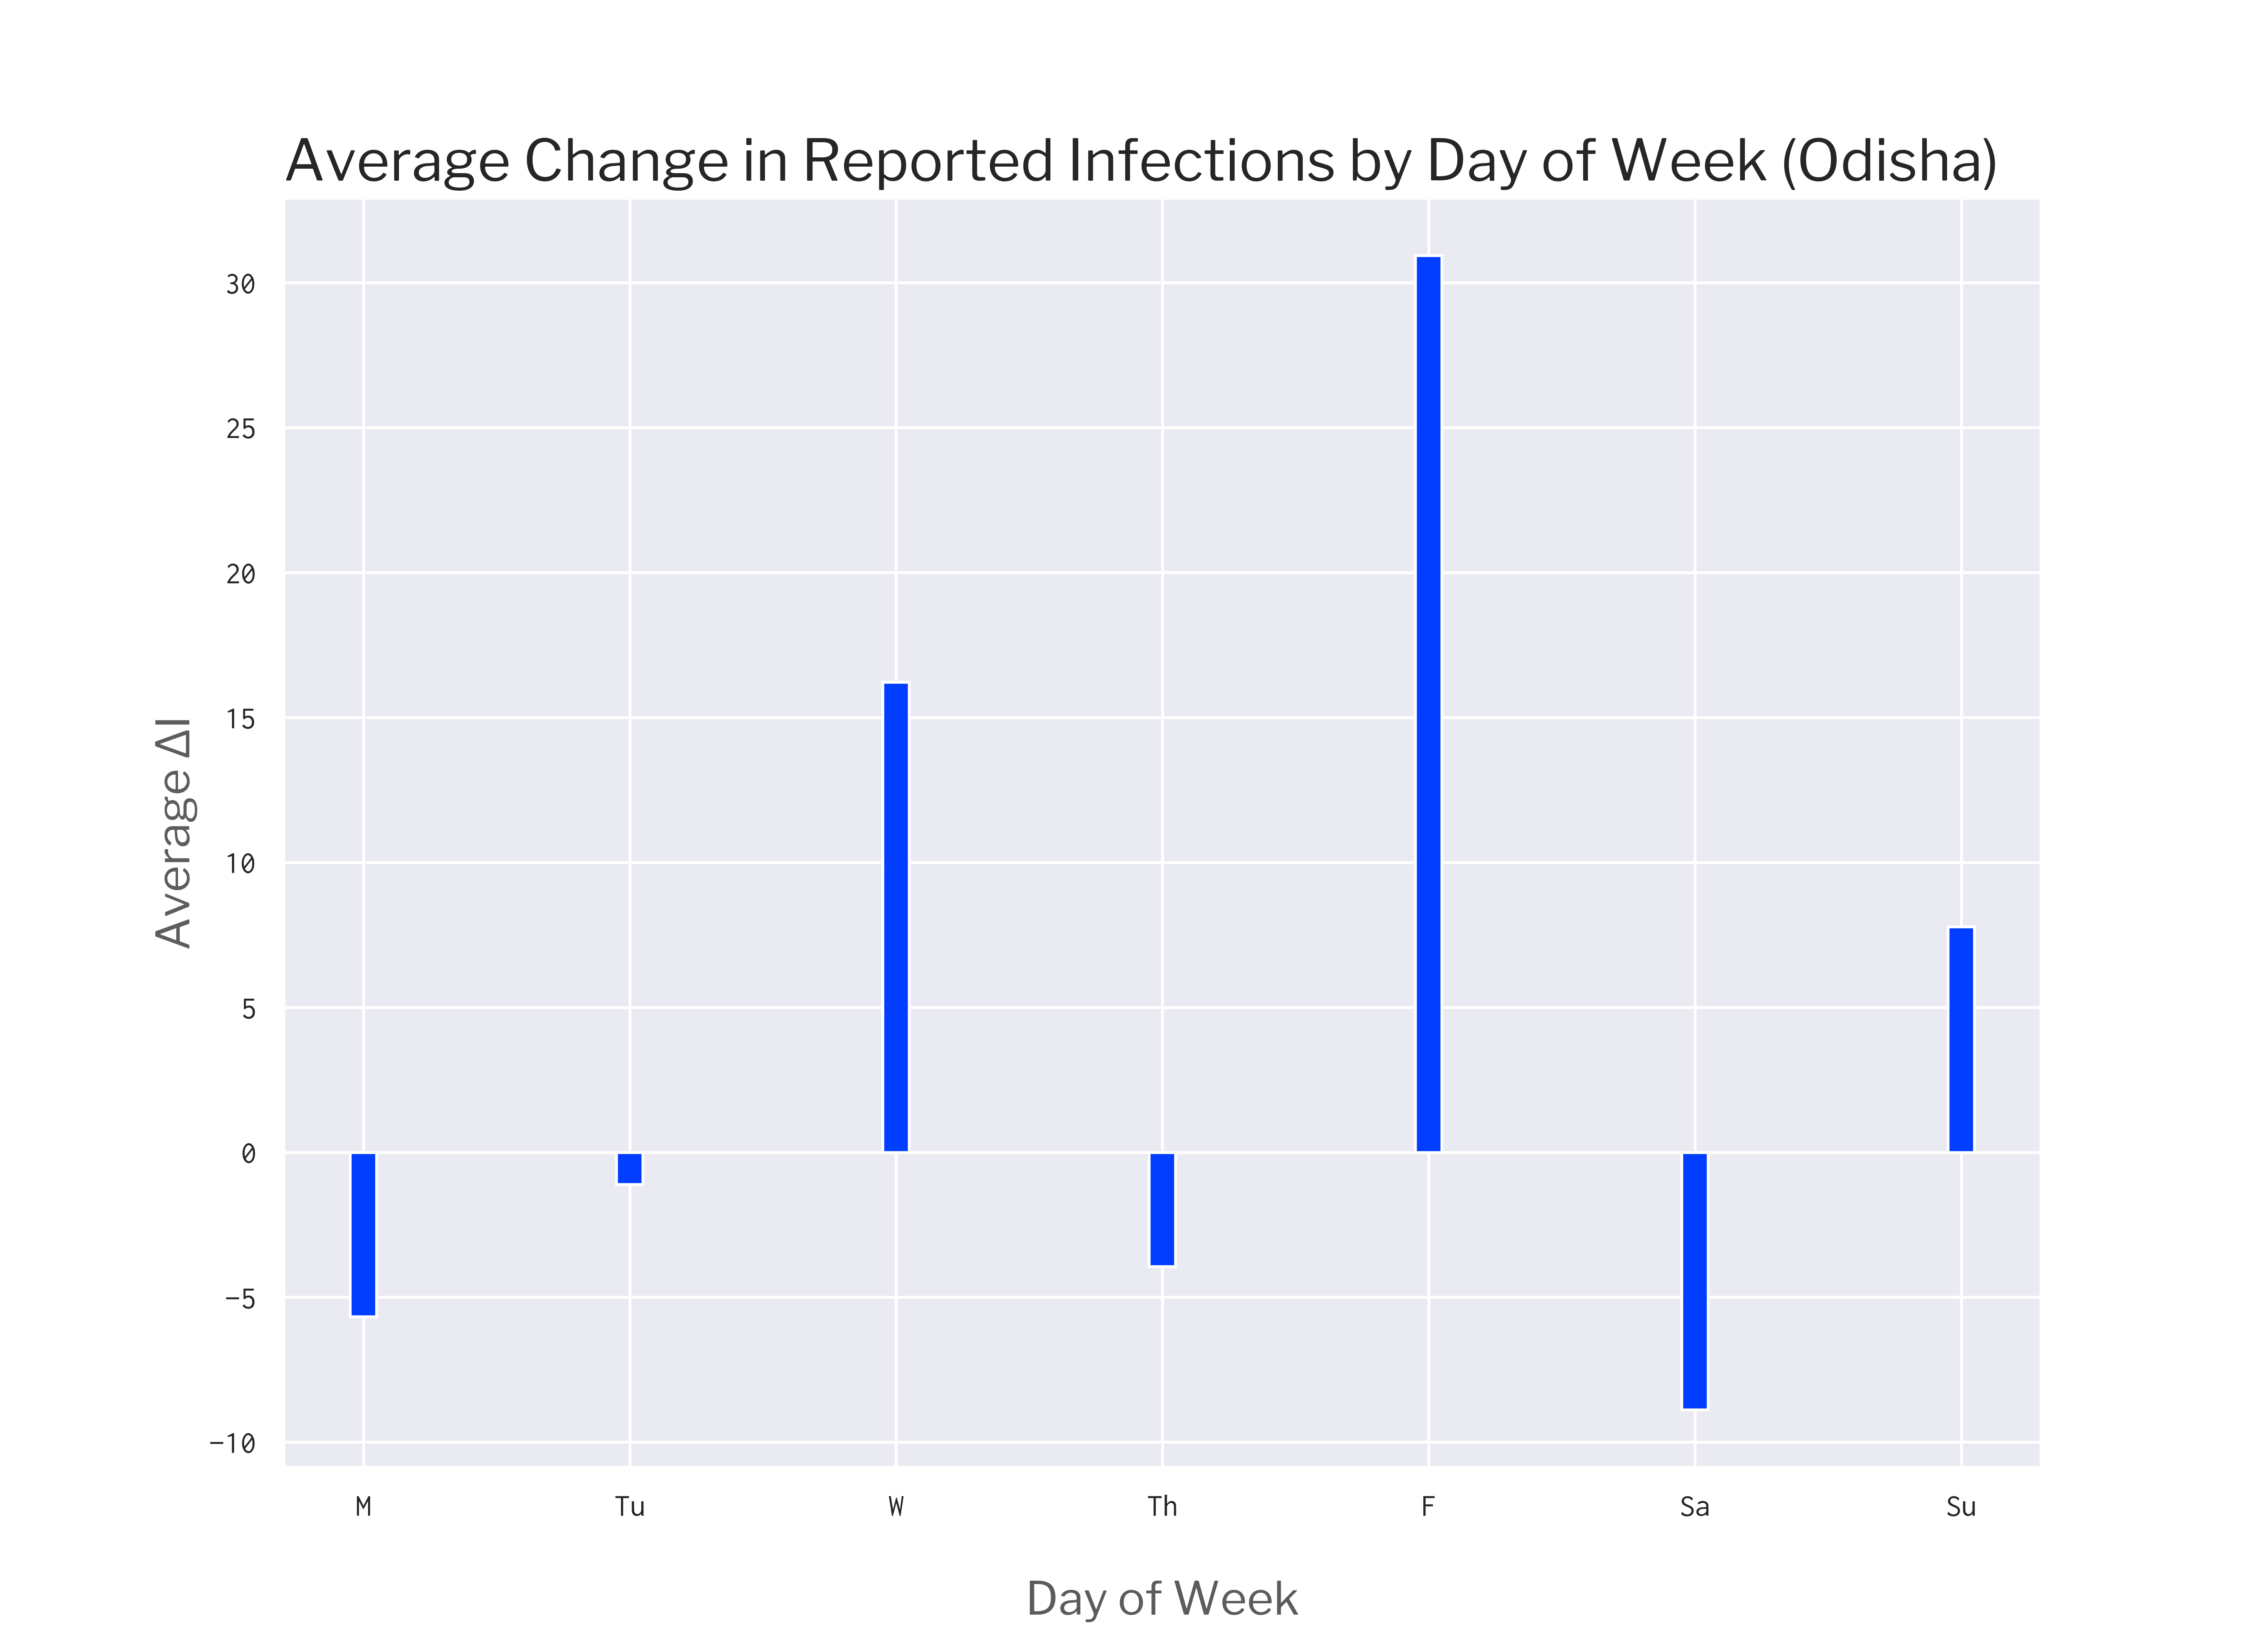 Average Change in Reported Infections by Day of Week (Odisha)
30
25
20
15
10
5
0
−5
−10
Average ΔI
M Tu W Th F Sa Su
Day of Week